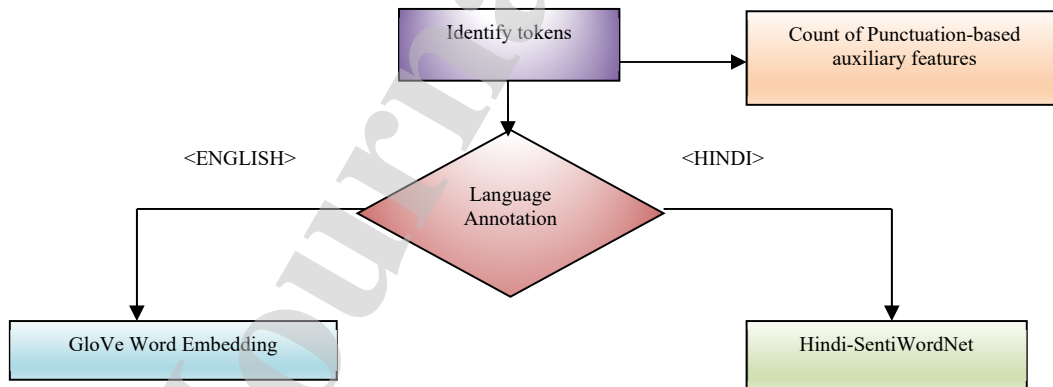 Identify tokens
Count of Punctuation-based
auxiliary features
<ENGLISH>
<HINDI>
Language
Annotation
GloVe Word Embedding
Hindi-SentiWordNet